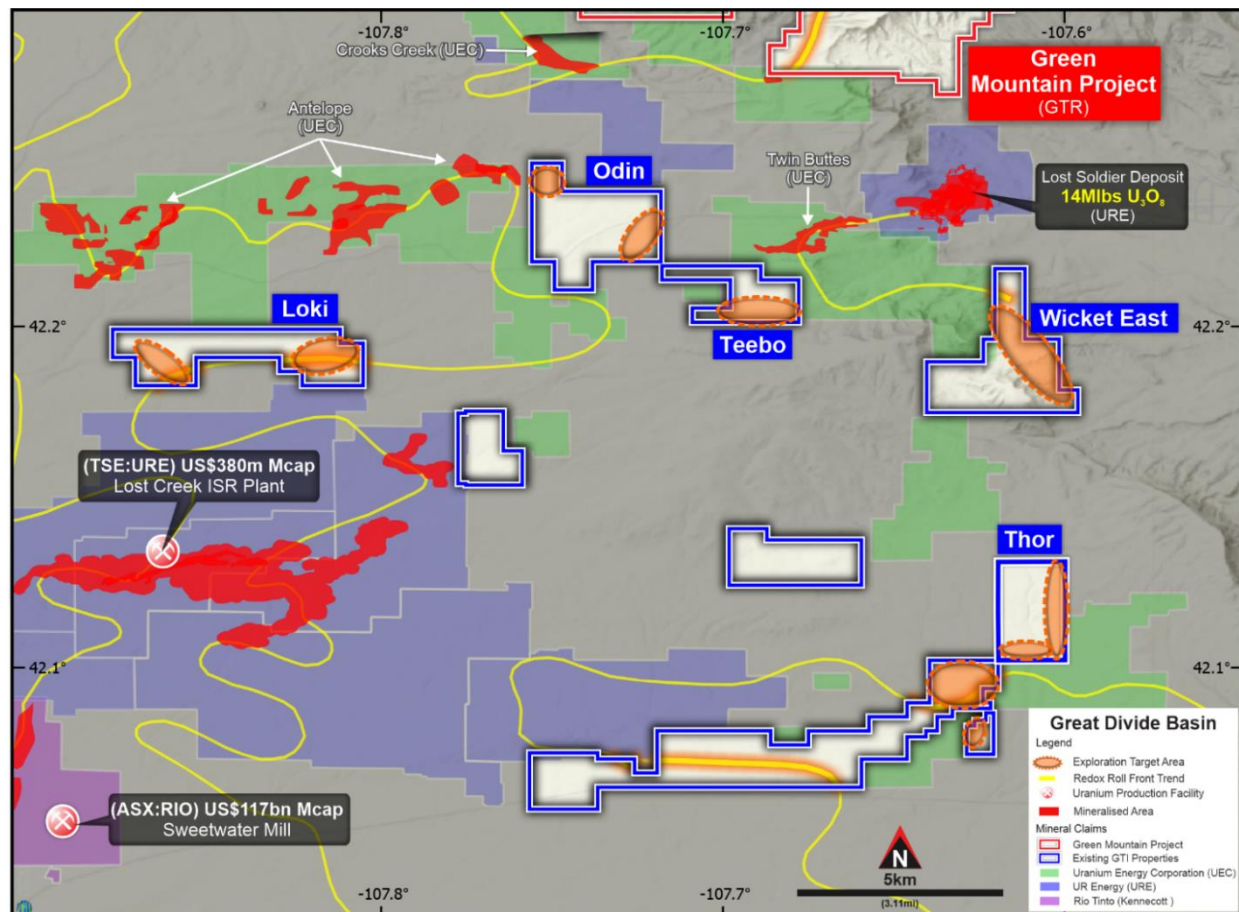 -107.8°
-107.7°
-107.6°
Crooks Creek (UEC)
Green
Mountain Project
(GTR)
Antelope
(UEC)
Odin
Twin Buttes
(UEC)
Lost Soldier Deposit
14Mlbs U₃O₈
(URE)
Loki
42.2°
42.2°
Teebo
Wicket East
(TSE:URE) US$380m Mcap
Lost Creek ISR Plant
Thor
42.1°
42.1°
(ASX:RIO) US$117bn Mcap
Sweetwater Mill
N
5km
(3.11mi)
-107.8°
-107.7°
Great Divide Basin
Legend
Exploration Target Area
Redox Roll Front Trend
Uranium Production Facility
Mineralised Area
Mineral Claims
Green Mountain Project
Existing GTI Properties
Uranium Energy Corporation (UEC)
UR Energy (URE)
Rio Tinto (Kennecott )